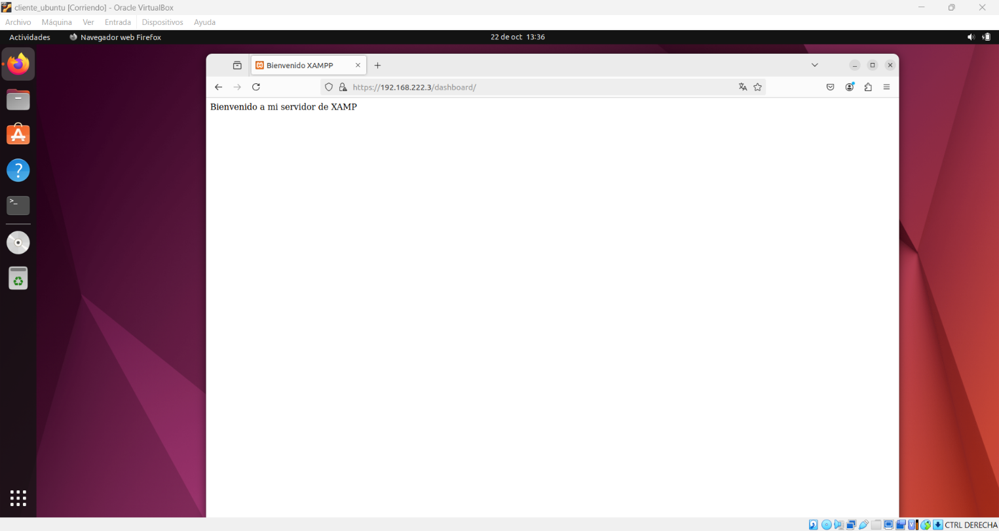 cliente_ubuntu [Corriendo] - Oracle VirtualBox
Archivo Máquina Ver Entrada Dispositivos Ayuda
Actividades Navegador web Firefox 22 de oct 13:36
Bienvenido XAMPP
https://192.168.222.3/dashboard/
Bienvenido a mi servidor de XAMP
CTRL DERECHA